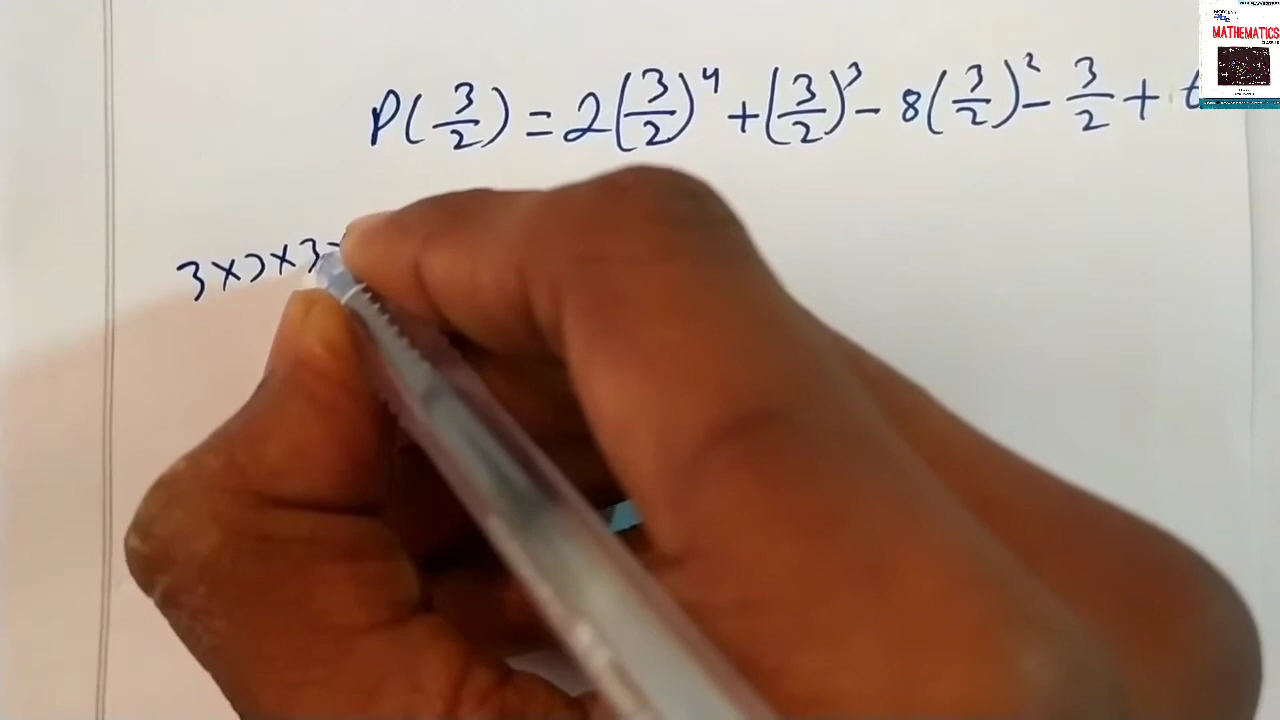 MATHEMATICS
P(3/2) = 2(3/2)⁴ + (3/2)³ - 8(3/2)² - 3/2 +
3×3×3